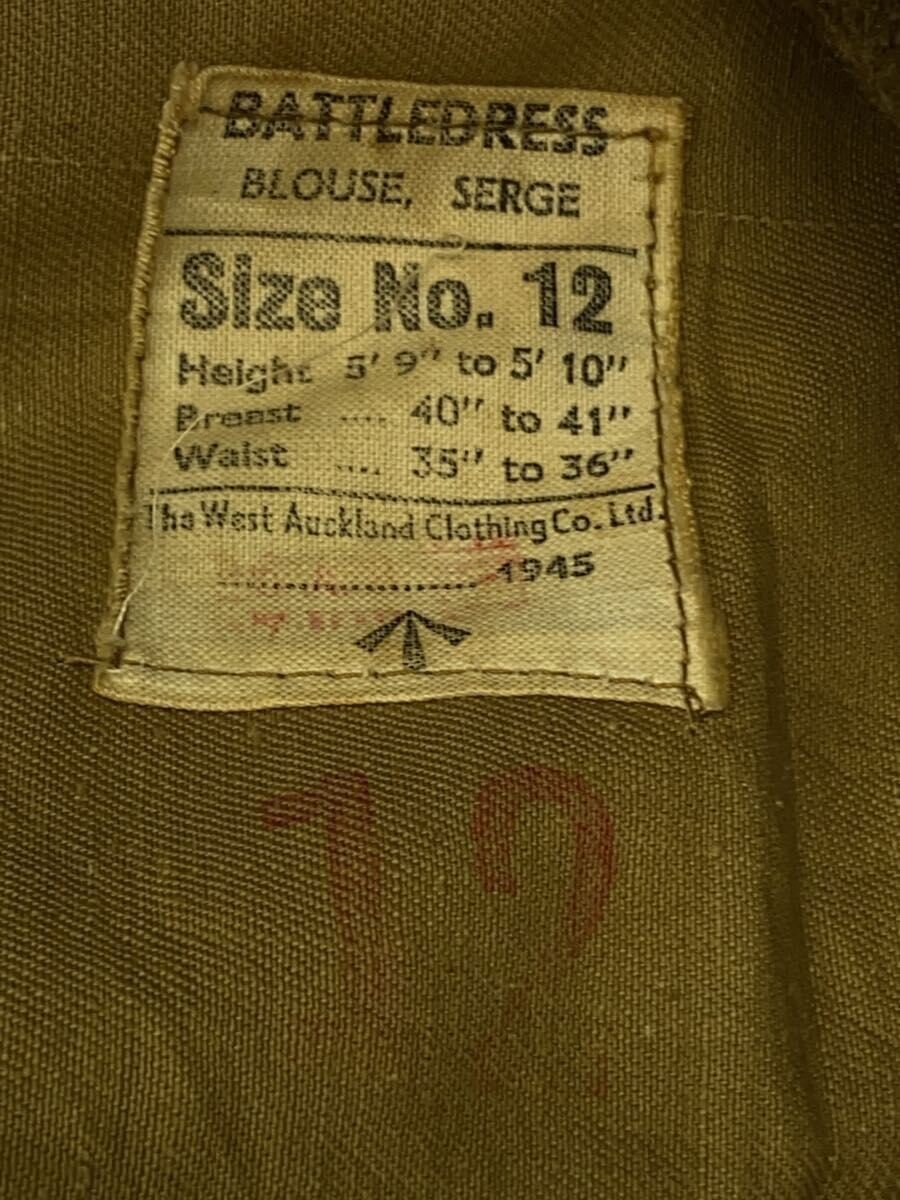 BATTLEDRESS
BLOUSE, SERGE
Size No. 12
Height 5' 9" to 5' 10"
Breast .... 40" to 41"
Waist .... 35" to 36"
The West Auckland Clothing Co. Ltd.
........................ 1945
12